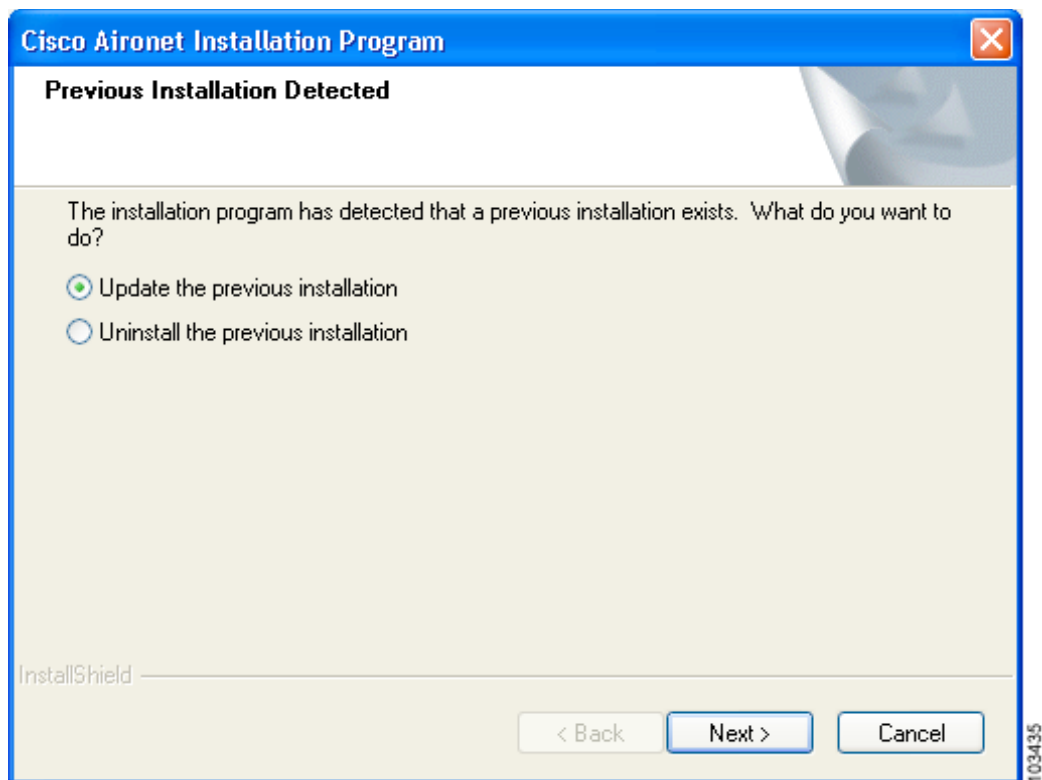 Cisco Aironet Installation Program
Previous Installation Detected
The installation program has detected that a previous installation exists.  What do you want to
do?
Update the previous installation
Uninstall the previous installation
InstallShield
< Back
Next >
Cancel
103435